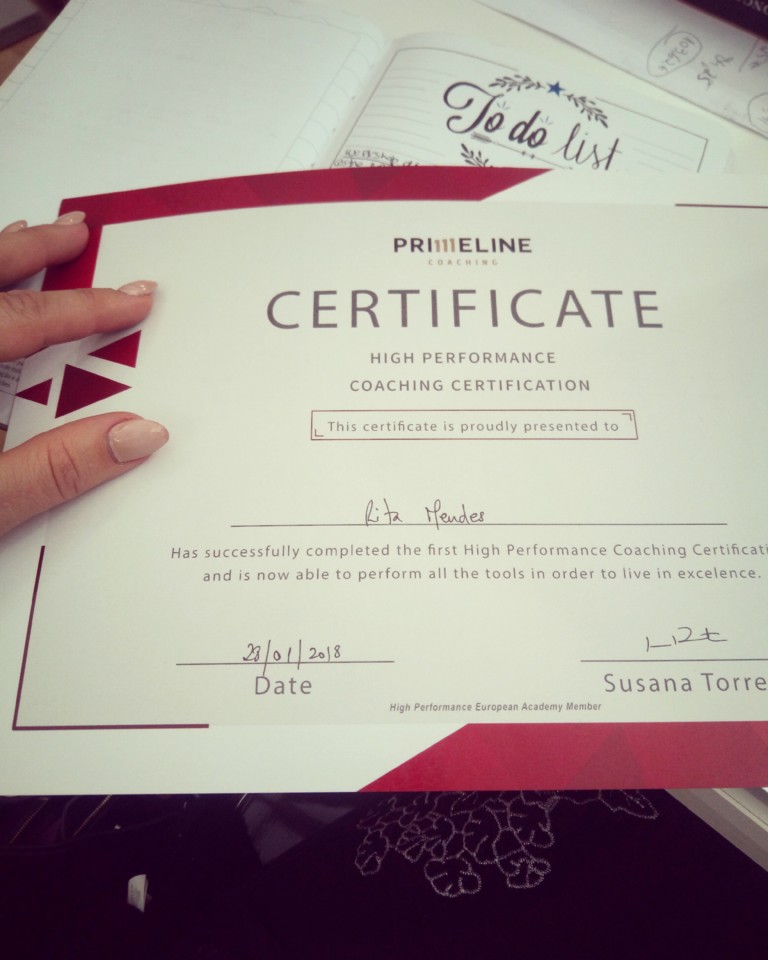 To do list
PRIMELINE
COACHING
CERTIFICATE
HIGH PERFORMANCE
COACHING CERTIFICATION
This certificate is proudly presented to
Rita Mendes
Has successfully completed the first High Performance Coaching Certificati
and is now able to perform all the tools in order to live in excelence.
28/01/2018
Date
Susana Torre
High Performance European Academy Member